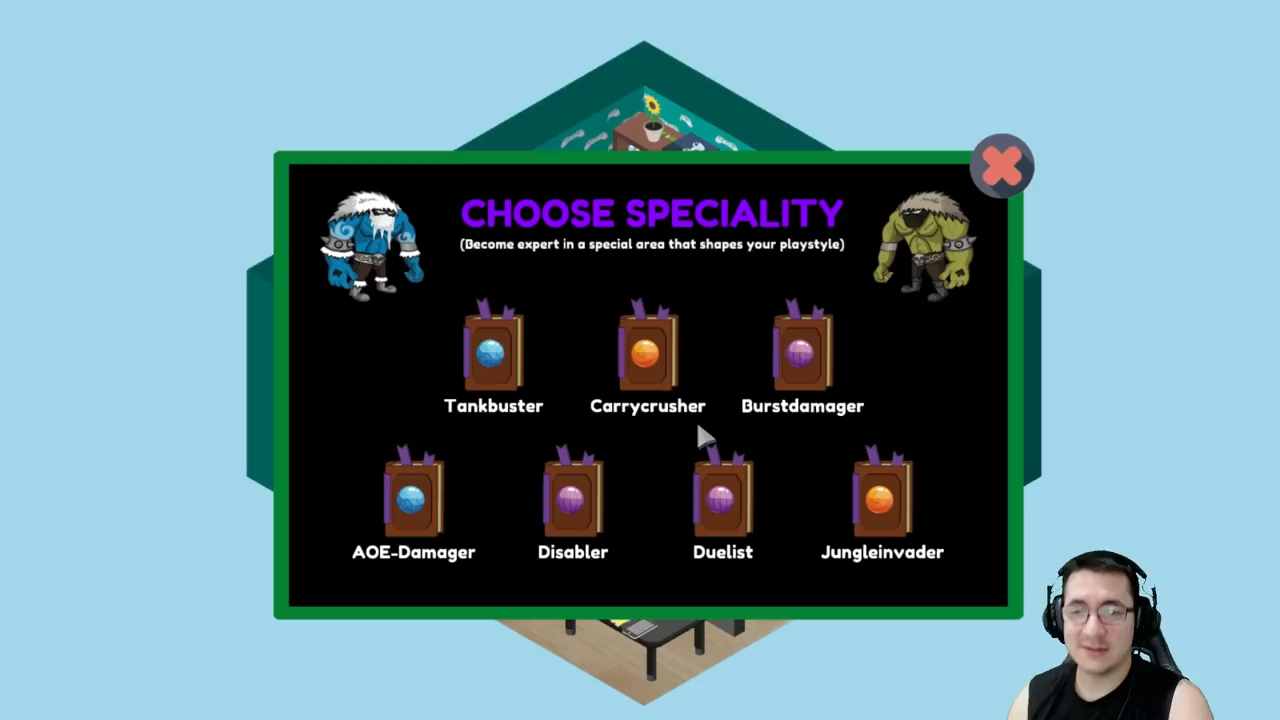 CHOOSE SPECIALITY
(Become expert in a special area that shapes your playstyle)
Tankbuster
Carrycrusher
Burstdamager
AOE-Damager
Disabler
Duelist
Jungleinvader